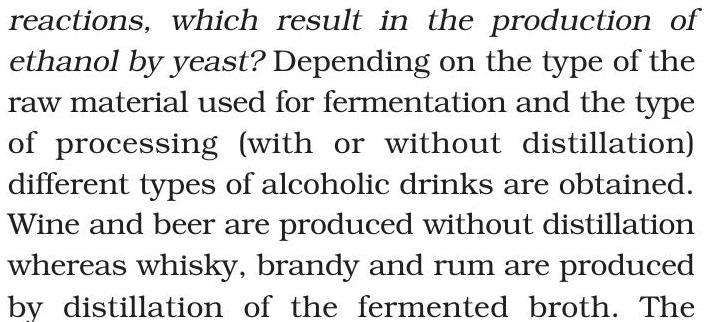 reactions, which result in the production of
ethanol by yeast? Depending on the type of the
raw material used for fermentation and the type
of processing (with or without distillation)
different types of alcoholic drinks are obtained.
Wine and beer are produced without distillation
whereas whisky, brandy and rum are produced
by distillation of the fermented broth. The